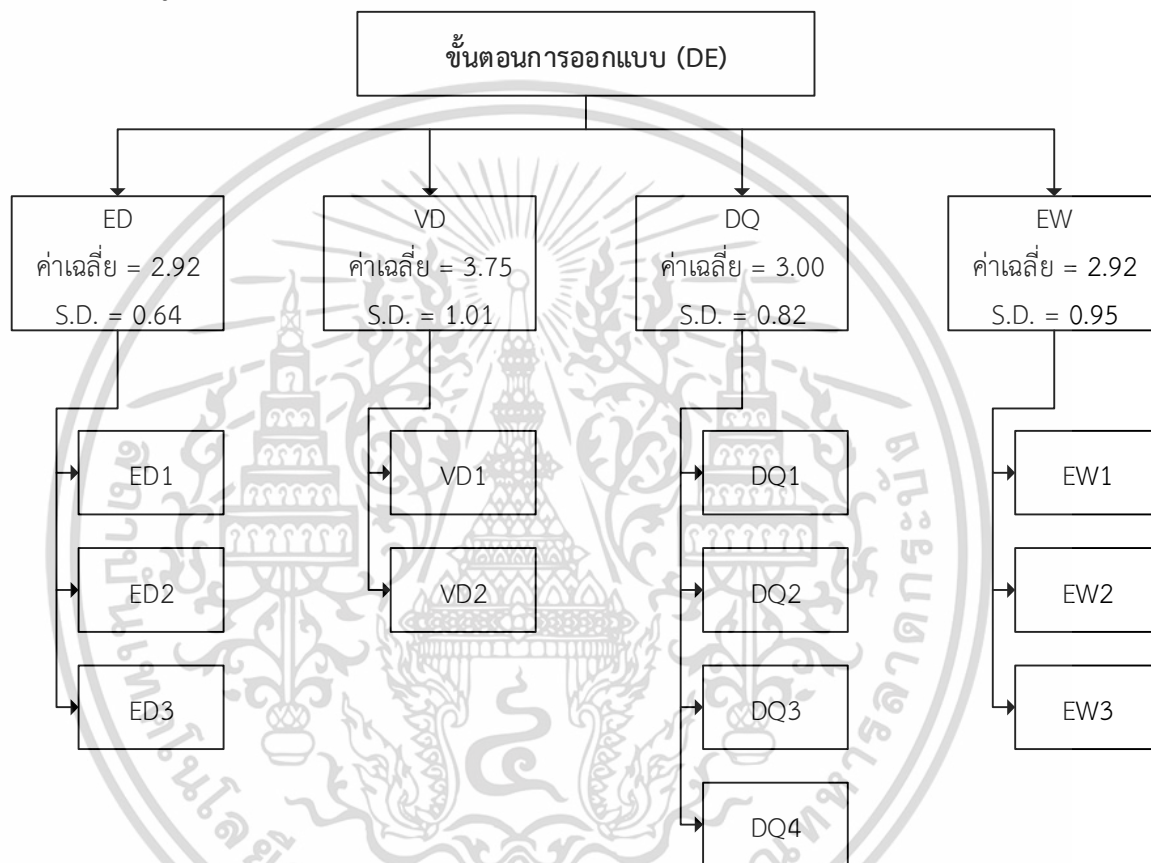 ขั้นตอนการออกแบบ (DE)
ED
ค่าเฉลี่ย = 2.92
S.D. = 0.64
VD
ค่าเฉลี่ย = 3.75
S.D. = 1.01
DQ
ค่าเฉลี่ย = 3.00
S.D. = 0.82
EW
ค่าเฉลี่ย = 2.92
S.D. = 0.95
ED1
ED2
ED3
VD1
VD2
DQ1
DQ2
DQ3
DQ4
EW1
EW2
EW3